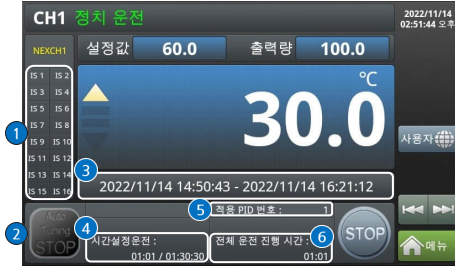 CH1 정치 운전
2022/11/14
02:51:44 오후
NEXCH1
설정값 60.0 출력량 100.0
IS 1 IS 2
IS 3 IS 4
IS 5 IS 6
IS 7 IS 8
IS 9 IS 10
IS 11 IS 12
IS 13 IS 14
IS 15 IS 16
℃
30.0
사용자
1
3
2022/11/14 14:50:43 - 2022/11/14 16:21:12
5 적용 PID 번호 : 1
2
Auto
Tuning
STOP
4
시간설정운전 :
01:01 / 01:30:30
6
전체 운전 진행 시간 :
01:01
STOP
메뉴